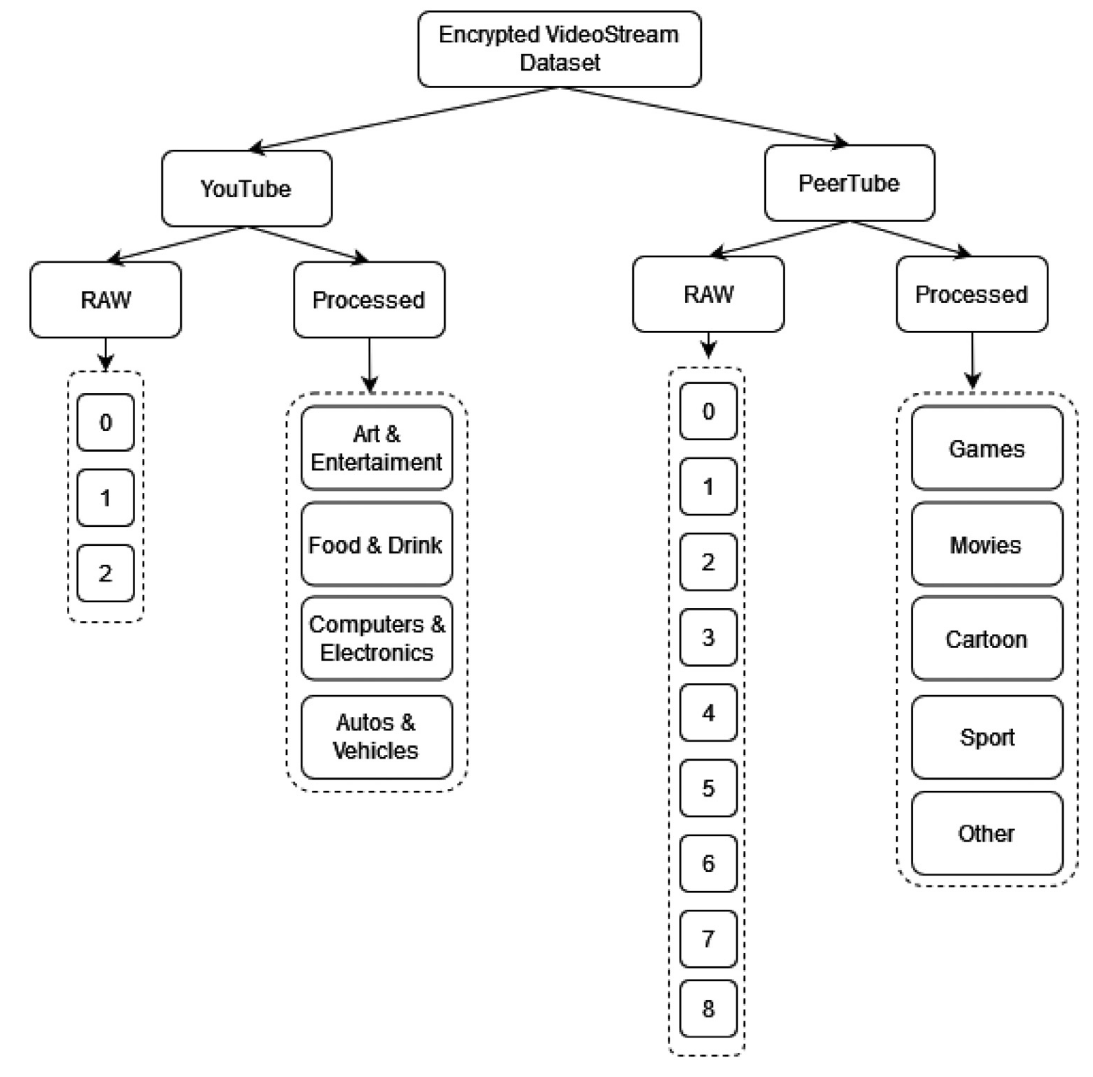 Encrypted VideoStream
Dataset
YouTube
PeerTube
RAW
Processed
RAW
Processed
0
1
2
Art &
Entertaiment
Food & Drink
Computers &
Electronics
Autos &
Vehicles
0
1
2
3
4
5
6
7
8
Games
Movies
Cartoon
Sport
Other